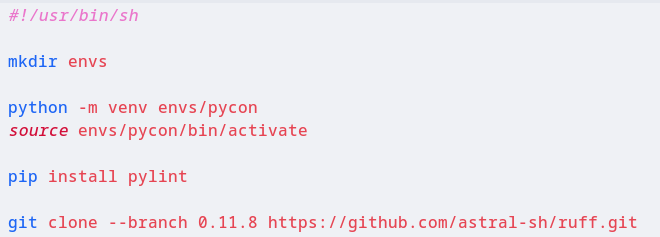 #!/usr/bin/sh
mkdir envs
python -m venv envs/pycon
source envs/pycon/bin/activate
pip install pylint
git clone --branch 0.11.8 https://github.com/astral-sh/ruff.git